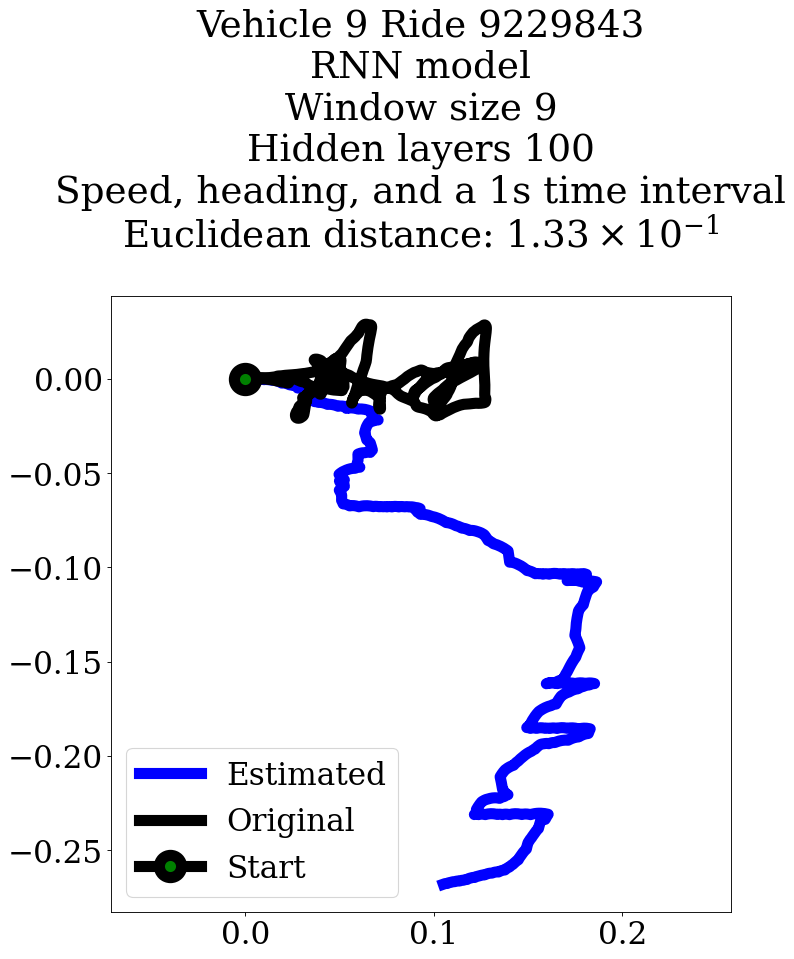 Vehicle 9 Ride 9229843
RNN model
Window size 9
Hidden layers 100
Speed, heading, and a 1s time interval
Euclidean distance: 1.33 × 10⁻¹
0.00
−0.05
−0.10
−0.15
−0.20
−0.25
Estimated
Original
Start
0.0 0.1 0.2